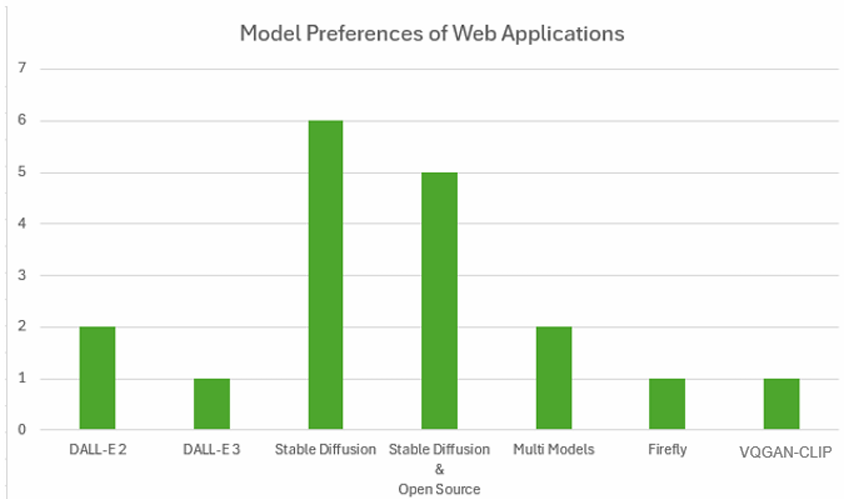 Model Preferences of Web Applications
7
6
5
4
3
2
1
0
DALL-E 2
DALL-E 3
Stable Diffusion
Stable Diffusion
&
Open Source
Multi Models
Firefly
VQGAN-CLIP